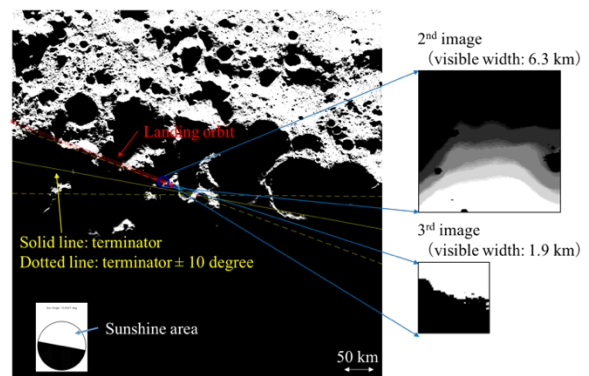 2nd image
(visible width: 6.3 km)
Landing orbit
Solid line: terminator
Dotted line: terminator ± 10 degree
3rd image
(visible width: 1.9 km)
Sunshine area
50 km